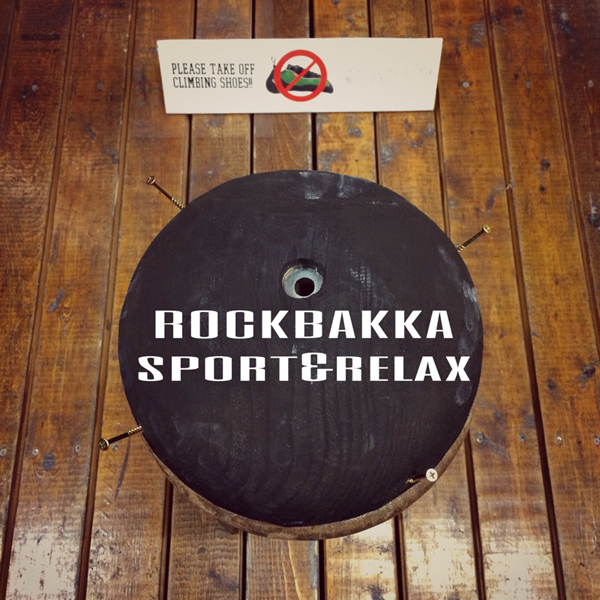 PLEASE TAKE OFF
CLIMBING SHOES!!
ROCKBAKKA
SPORT&RELAX